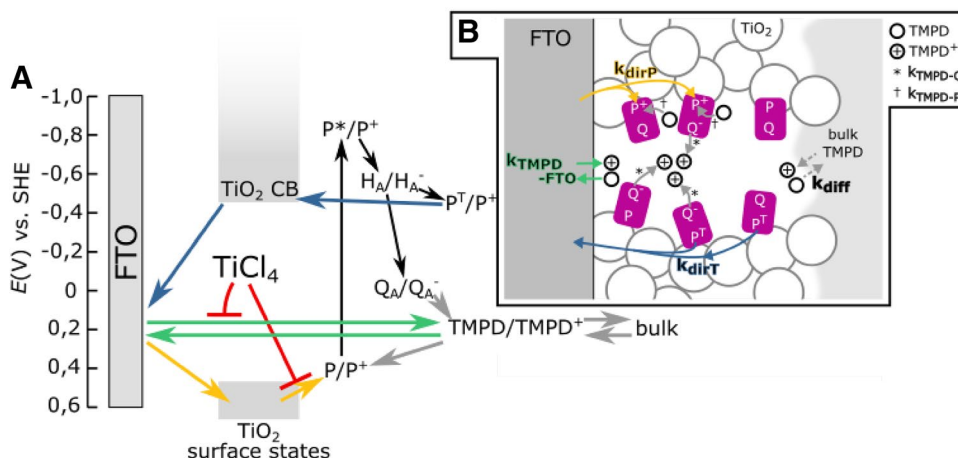 A
E(V) vs. SHE
-1,0
-0,8
-0,6
-0,4
-0,2
0
0,2
0,4
0,6
FTO
TiO2 CB
TiCl4
TiO2
surface states
P*/P+
HA/HA-
PT/P+
QA/QA-
TMPD/TMPD+
bulk
P/P+
B
FTO
TiO2
kdirP
P+
Q
†
P+
Q-
†
*
P
Q
kTMPD
-FTO
bulk
TMPD
kdiff
*
*
Q-
P
Q-
PT
Q-
PT
kdirT
TMPD
TMPD+
* kTMPD-Q
† kTMPD-P